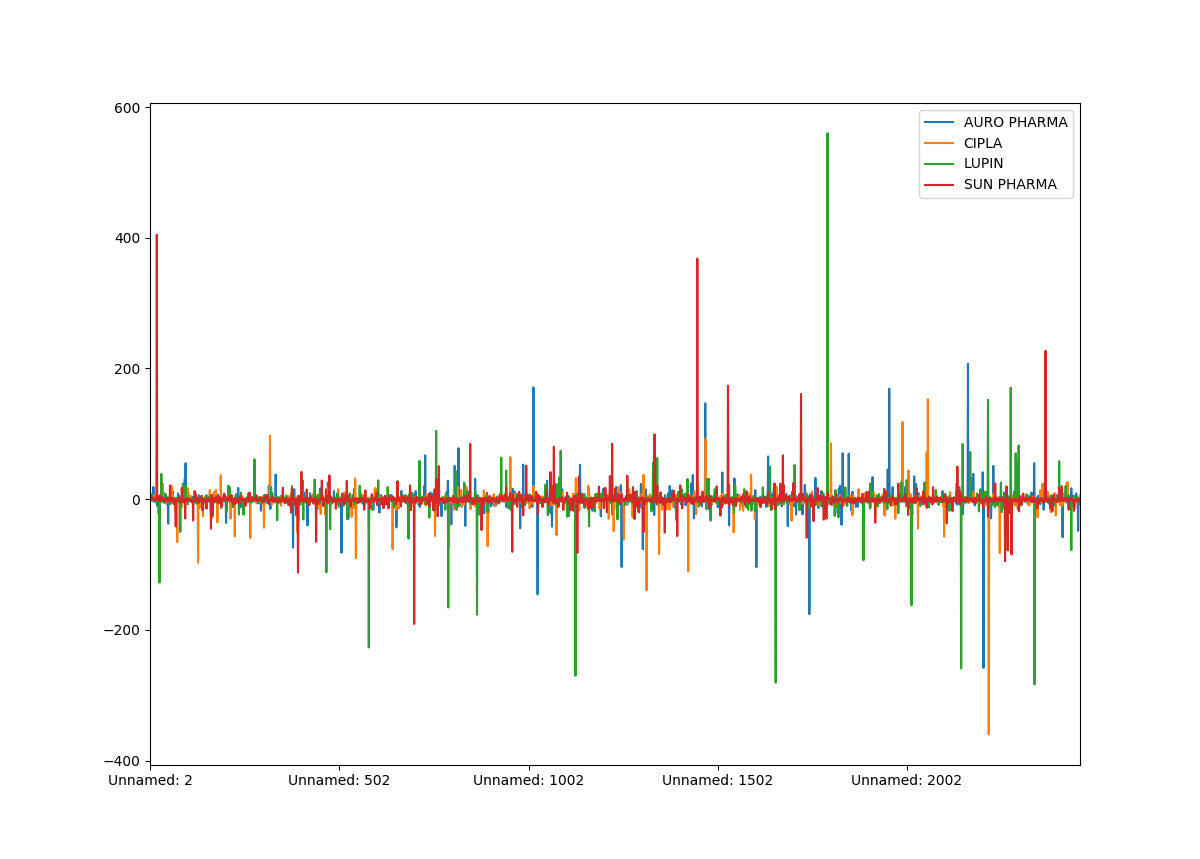 600
400
200
0
−200
−400
Unnamed: 2
Unnamed: 502
Unnamed: 1002
Unnamed: 1502
Unnamed: 2002
AURO PHARMA
CIPLA
LUPIN
SUN PHARMA